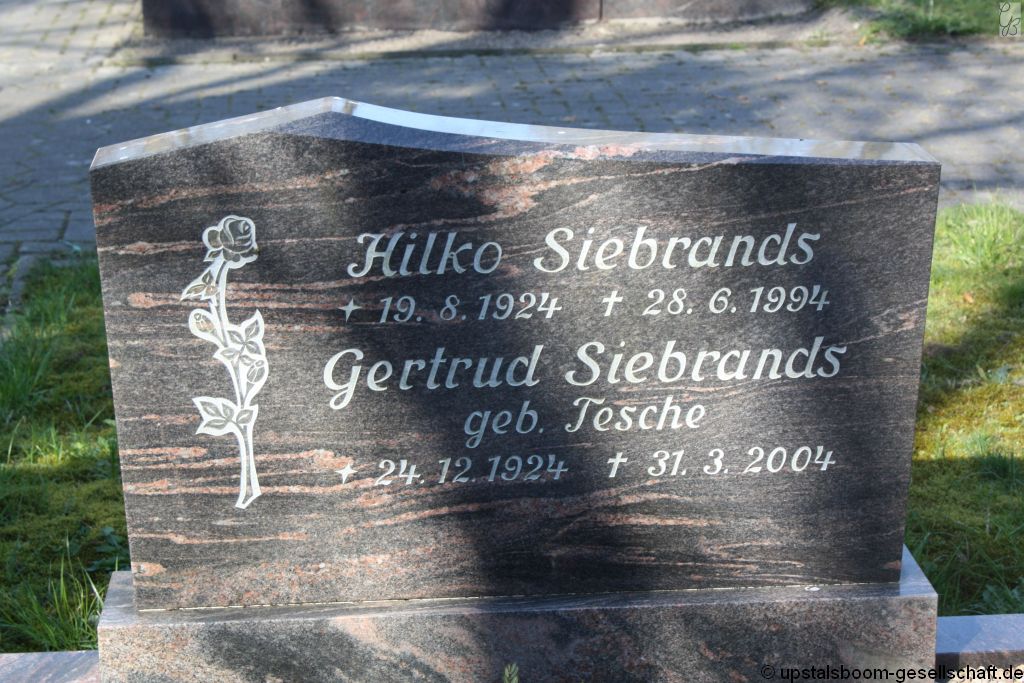 Hilko Siebrands
✦ 19. 8. 1924 ✝ 28. 6. 1994
Gertrud Siebrands
geb. Tesche
✦ 24. 12. 1924 ✝ 31. 3. 2004
© upstalsboom-gesellschaft.de